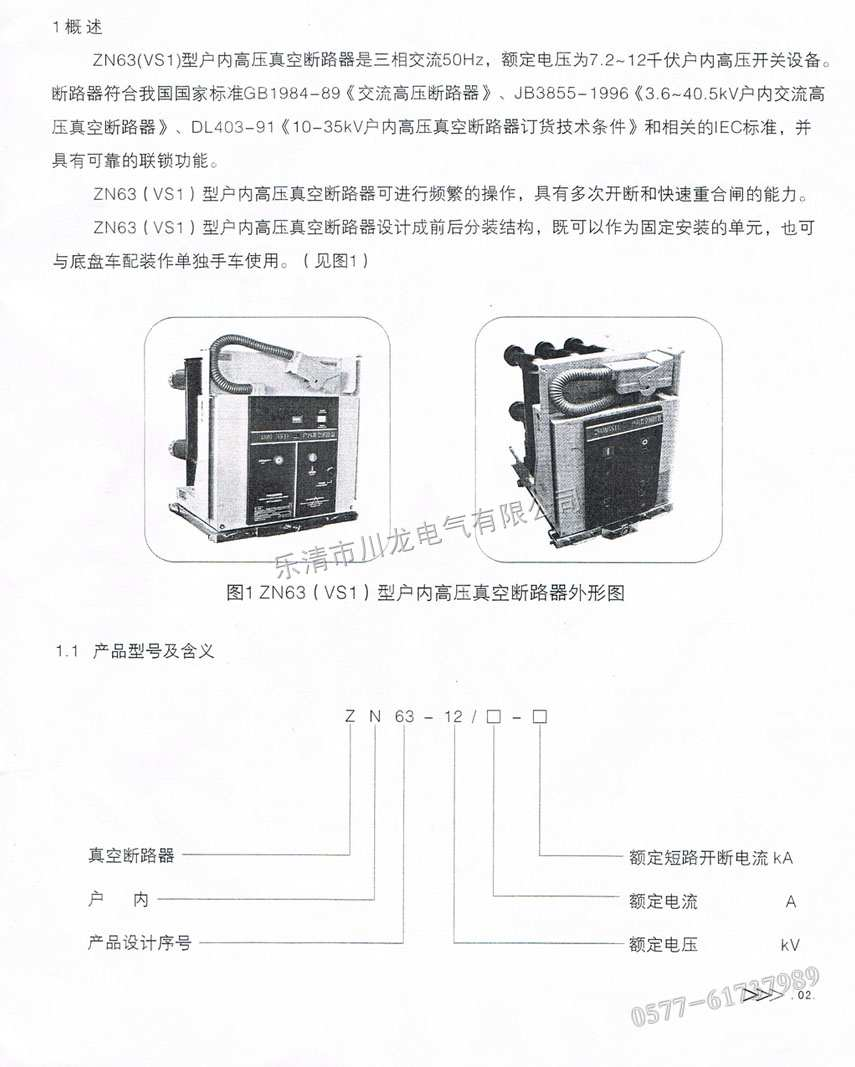 1 概 述
ZN63(VS1)型户内高压真空断路器是三相交流50Hz，额定电压为7.2~12千伏户内高压开关设备。
断路器符合我国国家标准GB1984-89《交流高压断路器》、JB3855-1996《3.6~40.5kV户内交流高
压真空断路器》、DL403-91《10-35kV户内高压真空断路器订货技术条件》和相关的IEC标准，并
具有可靠的联锁功能。
ZN63（VS1）型户内高压真空断路器可进行频繁的操作，具有多次开断和快速重合闸的能力。
ZN63（VS1）型户内高压真空断路器设计成前后分装结构，既可以作为固定安装的单元，也可
与底盘车配装作单独手车使用。（见图1）
乐清市川龙电气有限公司
图1 ZN63（VS1）型户内高压真空断路器外形图
1.1 产品型号及含义
Z N 63 - 12 / □ - □
真空断路器
额定短路开断电流 kA
户 内
额定电流 A
产品设计序号
额定电压 kV
0577-61737989
.02.